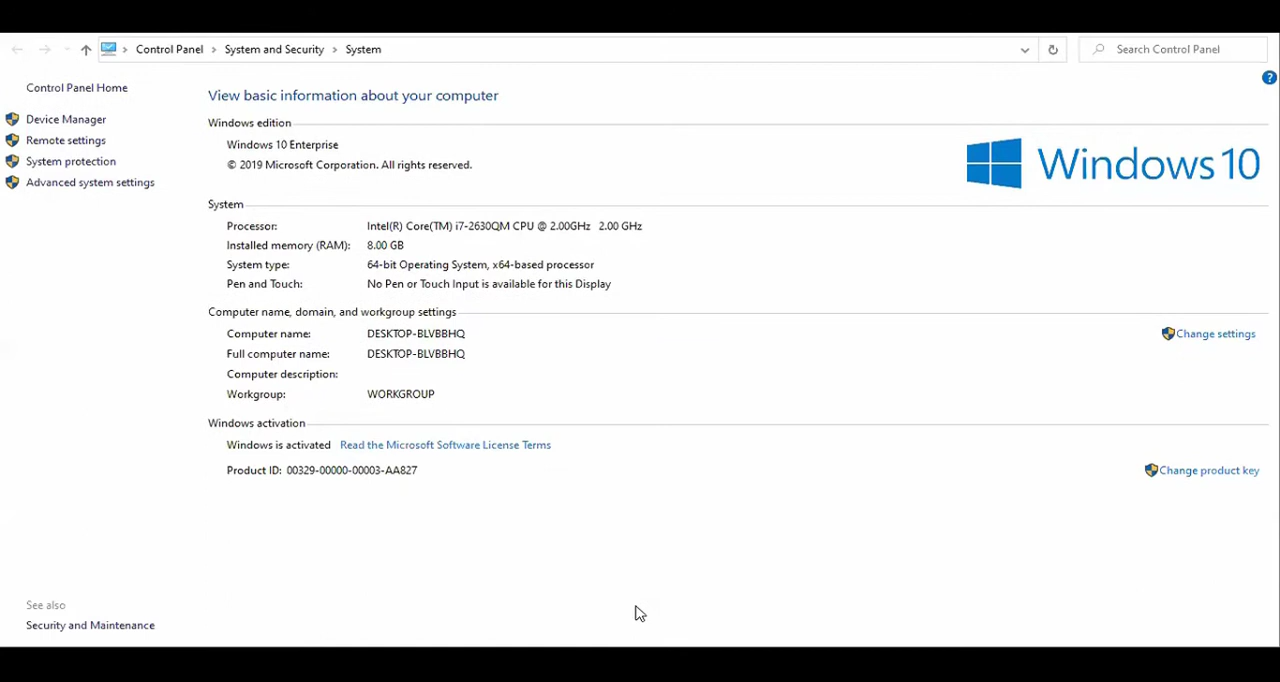 Control Panel > System and Security > System
Search Control Panel
Control Panel Home
Device Manager
Remote settings
System protection
Advanced system settings
View basic information about your computer
Windows edition
Windows 10 Enterprise
© 2019 Microsoft Corporation. All rights reserved.
Windows 10
System
Processor: Intel(R) Core(TM) i7-2630QM CPU @ 2.00GHz 2.00 GHz
Installed memory (RAM): 8.00 GB
System type: 64-bit Operating System, x64-based processor
Pen and Touch: No Pen or Touch Input is available for this Display
Computer name, domain, and workgroup settings
Computer name: DESKTOP-BLVBBHQ
Change settings
Full computer name: DESKTOP-BLVBBHQ
Computer description:
Workgroup: WORKGROUP
Windows activation
Windows is activated Read the Microsoft Software License Terms
Product ID: 00329-00000-00003-AA827
Change product key
See also
Security and Maintenance